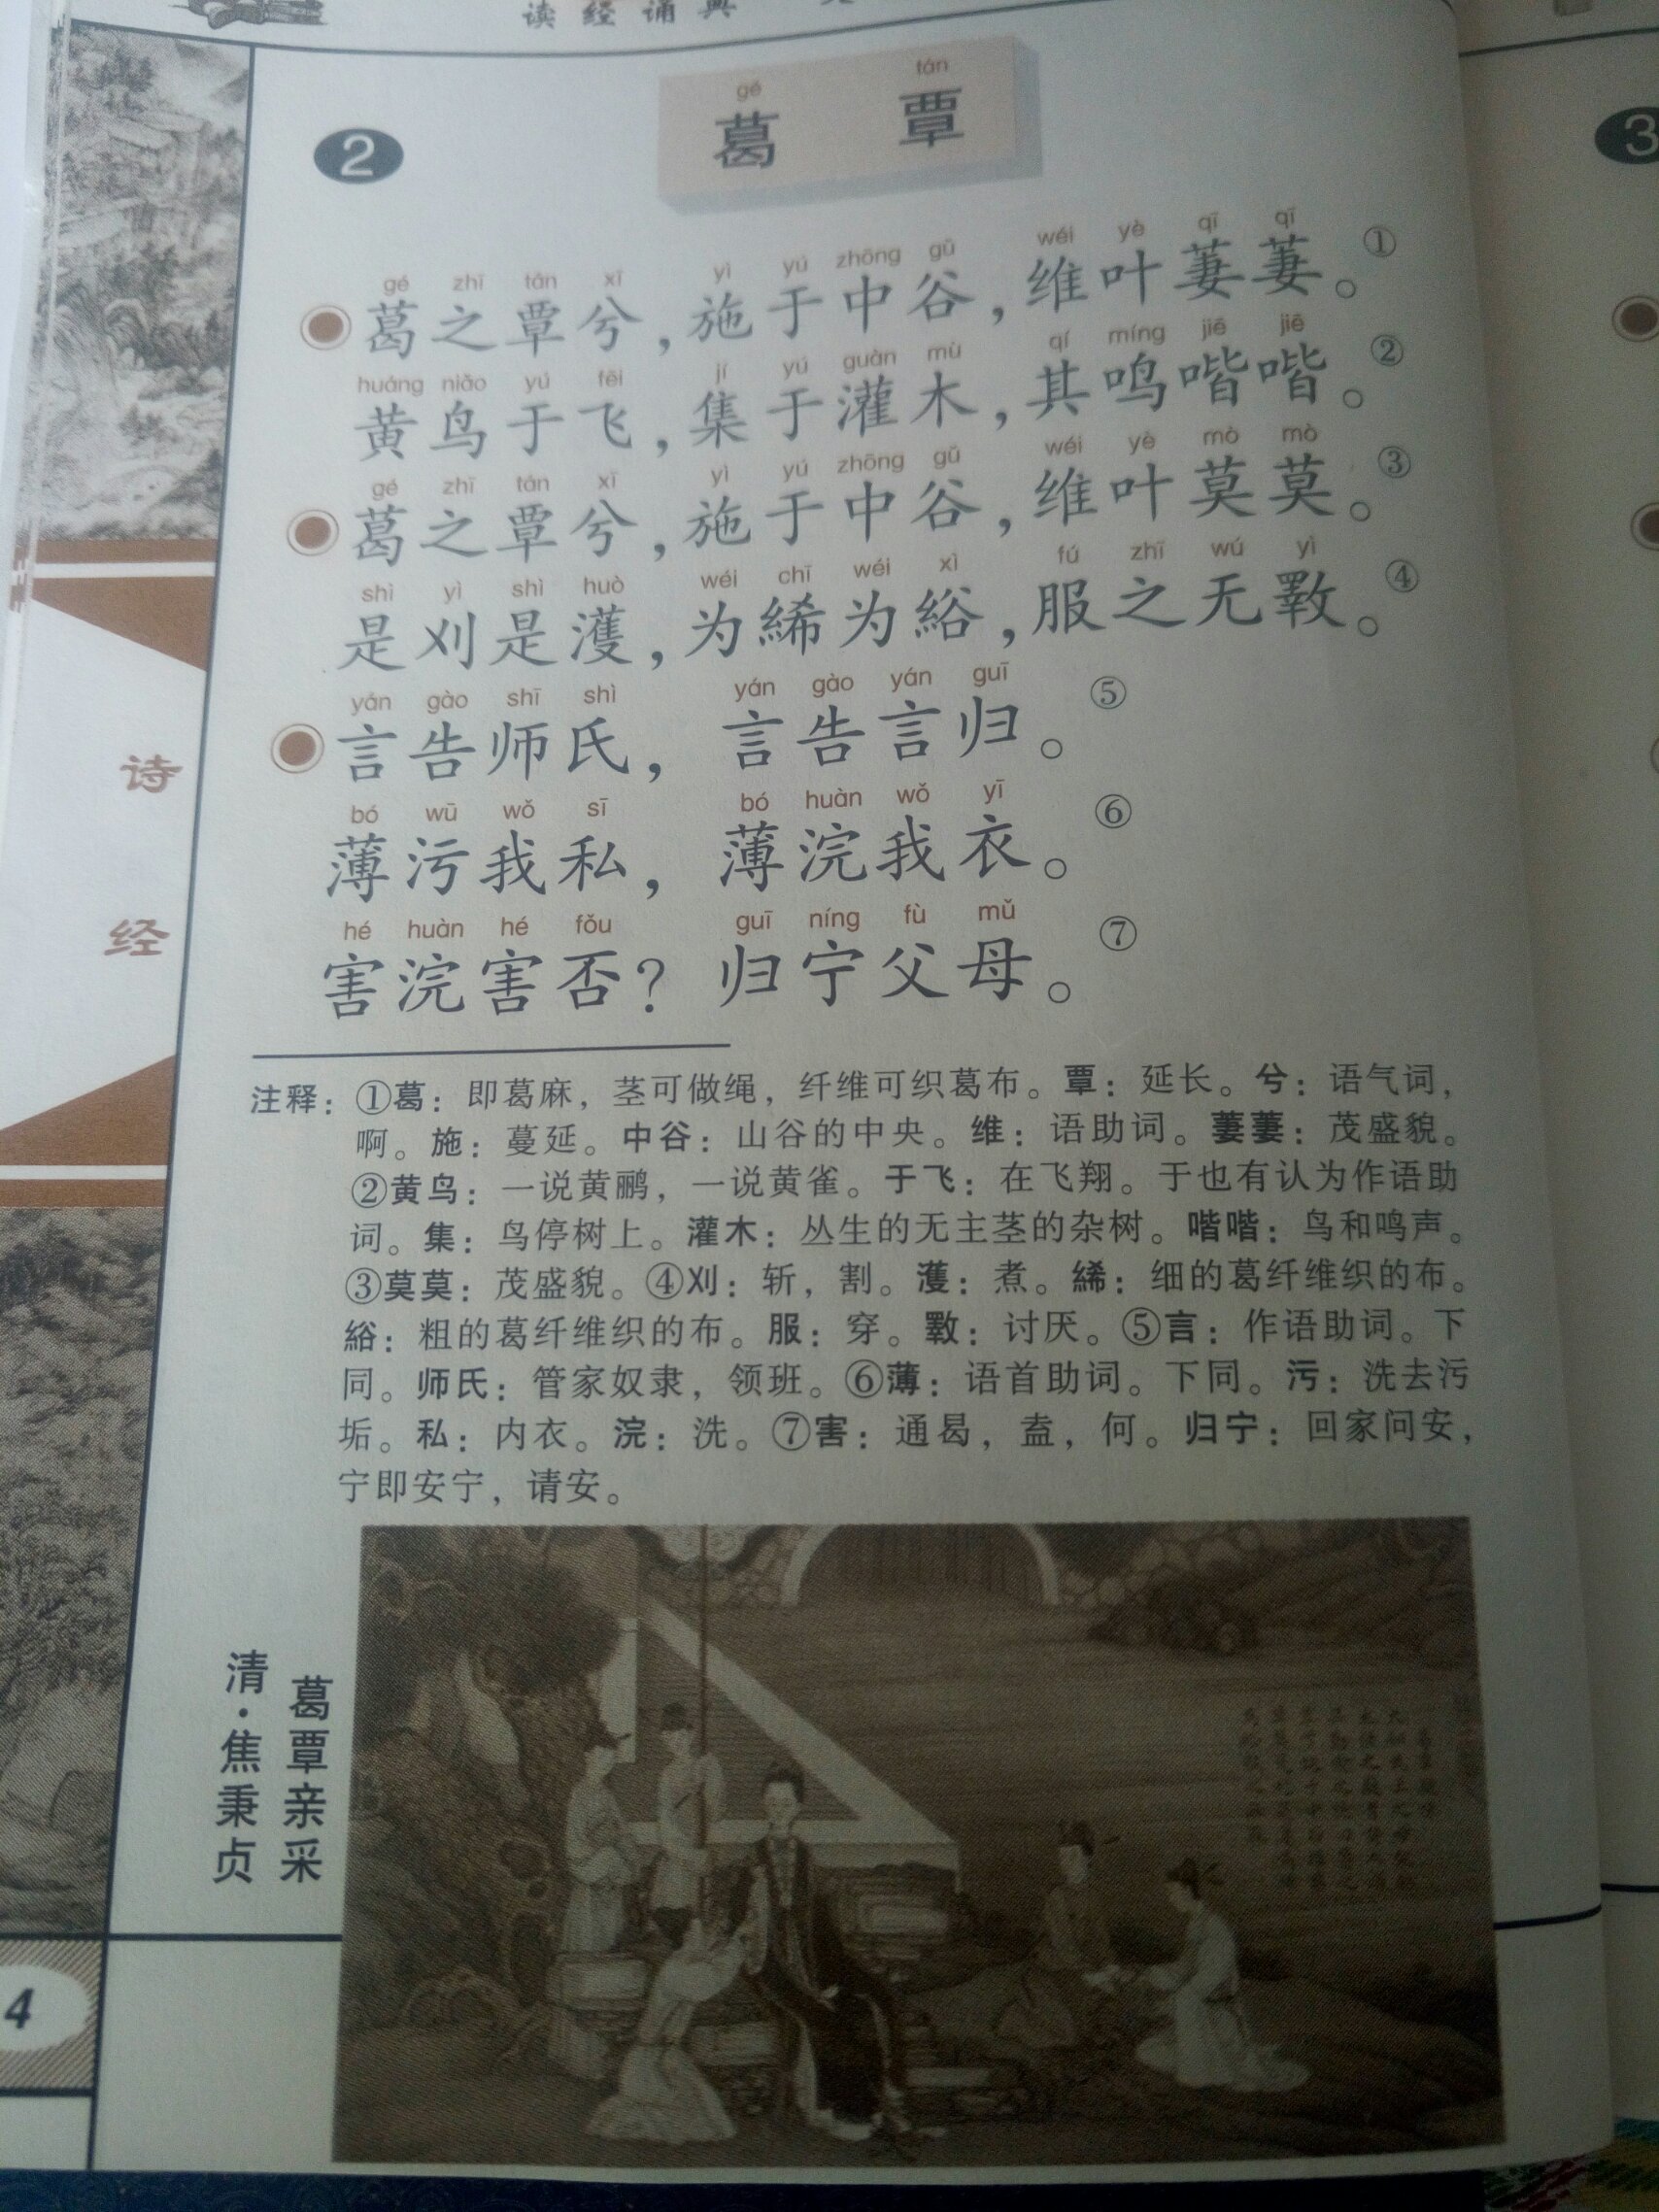 读经诵典
gé tán
葛覃
2
gé zhī tán xī yì yú zhōng gǔ wéi yè qī qī
葛之覃兮，施于中谷，维叶萋萋。①
huáng niǎo yú fēi jí yú guàn mù qí míng jiē jiē
黄鸟于飞，集于灌木，其鸣喈喈。②
gé zhī tán xī yì yú zhōng gǔ wéi yè mò mò
葛之覃兮，施于中谷，维叶莫莫。③
shì yì shì huò wéi chī wéi xì fú zhī wú yì
是刈是濩，为絺为綌，服之无斁。④
yán gào shī shì yán gào yán guī
言告师氏，言告言归。⑤
bó wū wǒ sī bó huàn wǒ yī
薄污我私，薄浣我衣。⑥
hé huàn hé fǒu guī níng fù mǔ
害浣害否？归宁父母。⑦
注释：①葛：即葛麻，茎可做绳，纤维可织葛布。覃：延长。兮：语气词，
啊。施：蔓延。中谷：山谷的中央。维：语助词。萋萋：茂盛貌。
②黄鸟：一说黄鹂，一说黄雀。于飞：在飞翔。于也有认为作语助
词。集：鸟停树上。灌木：丛生的无主茎的杂树。喈喈：鸟和鸣声。
③莫莫：茂盛貌。④刈：斩，割。濩：煮。絺：细的葛纤维织的布。
綌：粗的葛纤维织的布。服：穿。斁：讨厌。⑤言：作语助词。下
同。师氏：管家奴隶，领班。⑥薄：语首助词。下同。污：洗去污
垢。私：内衣。浣：洗。⑦害：通曷，盍，何。归宁：回家问安，
宁即安宁，请安。
葛覃亲采
清·焦秉贞
诗经
4
3